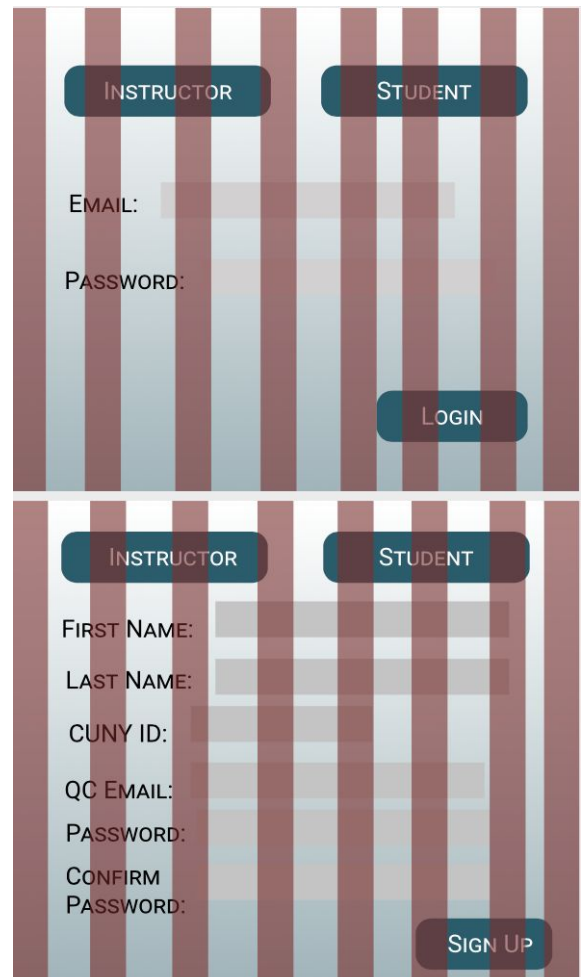 INSTRUCTOR STUDENT
EMAIL:
PASSWORD:
LOGIN
INSTRUCTOR STUDENT
FIRST NAME:
LAST NAME:
CUNY ID:
QC EMAIL:
PASSWORD:
CONFIRM
PASSWORD:
SIGN UP